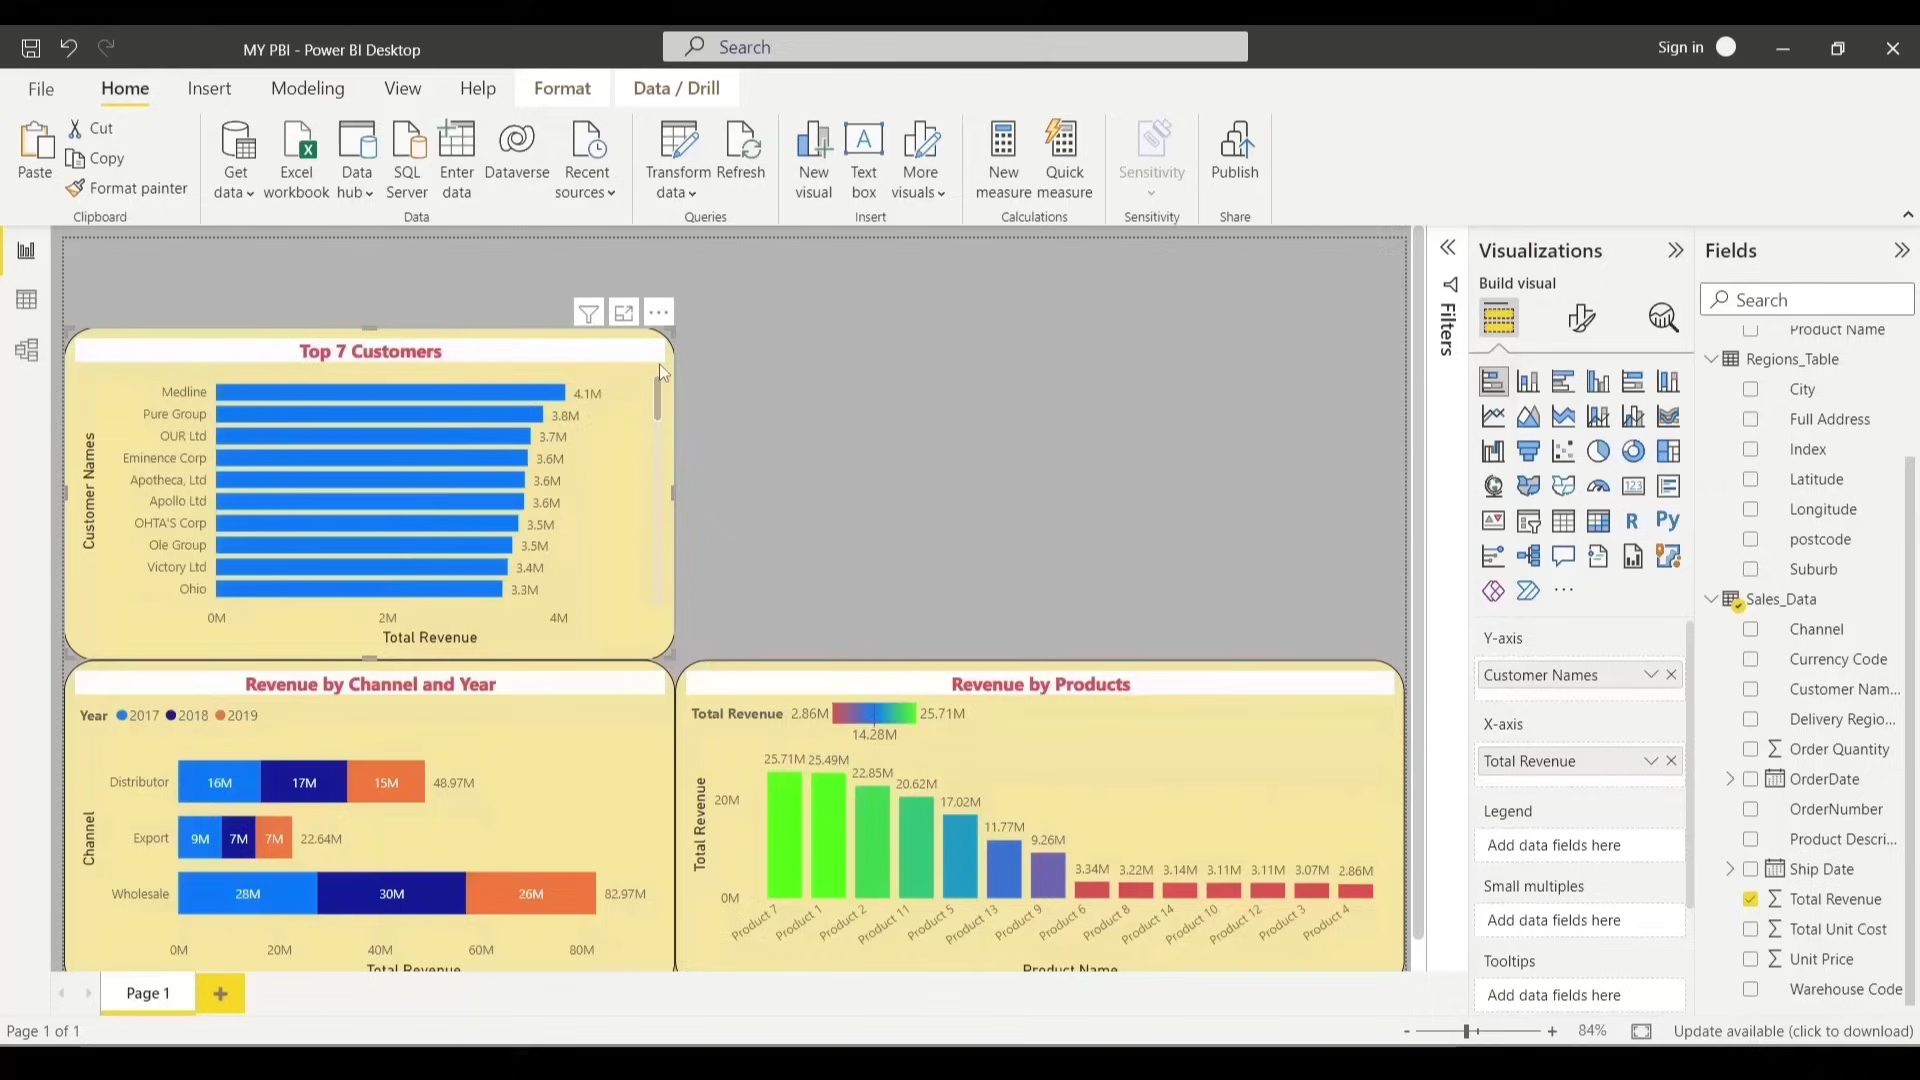 MY PBI - Power BI Desktop
Search
Sign in
File
Home
Insert
Modeling
View
Help
Format
Data / Drill
Paste
Cut
Copy
Format painter
Clipboard
Get data
Excel workbook
Data hub
SQL Server
Enter data
Dataverse
Recent sources
Data
Transform data
Refresh
Queries
New visual
Text box
More visuals
Insert
New measure
Quick measure
Calculations
Sensitivity
Sensitivity
Publish
Share
Top 7 Customers
Customer Names
Medline 4.1M
Pure Group 3.8M
OUR Ltd 3.7M
Eminence Corp 3.6M
Apotheca, Ltd 3.6M
Apollo Ltd 3.6M
OHTA'S Corp 3.5M
Ole Group 3.5M
Victory Ltd 3.4M
Ohio 3.3M
0M 2M 4M
Total Revenue
Revenue by Channel and Year
Year 2017 2018 2019
Channel
Distributor 16M 17M 15M 48.97M
Export 9M 7M 7M 22.64M
Wholesale 28M 30M 26M 82.97M
0M 20M 40M 60M 80M
Total Revenue
Revenue by Products
Total Revenue 2.86M 25.71M
14.28M
Total Revenue
20M
0M
25.71M 25.49M 22.85M 20.62M 17.02M 11.77M 9.26M 3.34M 3.22M 3.14M 3.11M 3.11M 3.07M 2.86M
Product 7 Product 1 Product 2 Product 11 Product 5 Product 13 Product 9 Product 6 Product 8 Product 14 Product 10 Product 12 Product 3 Product 4
Product Name
Filters
Visualizations
Build visual
123
R
Py
Y-axis
Customer Names
X-axis
Total Revenue
Legend
Add data fields here
Small multiples
Add data fields here
Tooltips
Add data fields here
Fields
Search
Product Name
Regions_Table
City
Full Address
Index
Latitude
Longitude
postcode
Suburb
Sales_Data
Channel
Currency Code
Customer Nam...
Delivery Regio...
Order Quantity
OrderDate
OrderNumber
Product Descri...
Ship Date
Total Revenue
Total Unit Cost
Unit Price
Warehouse Code
Page 1
Page 1 of 1
84%
Update available (click to download)